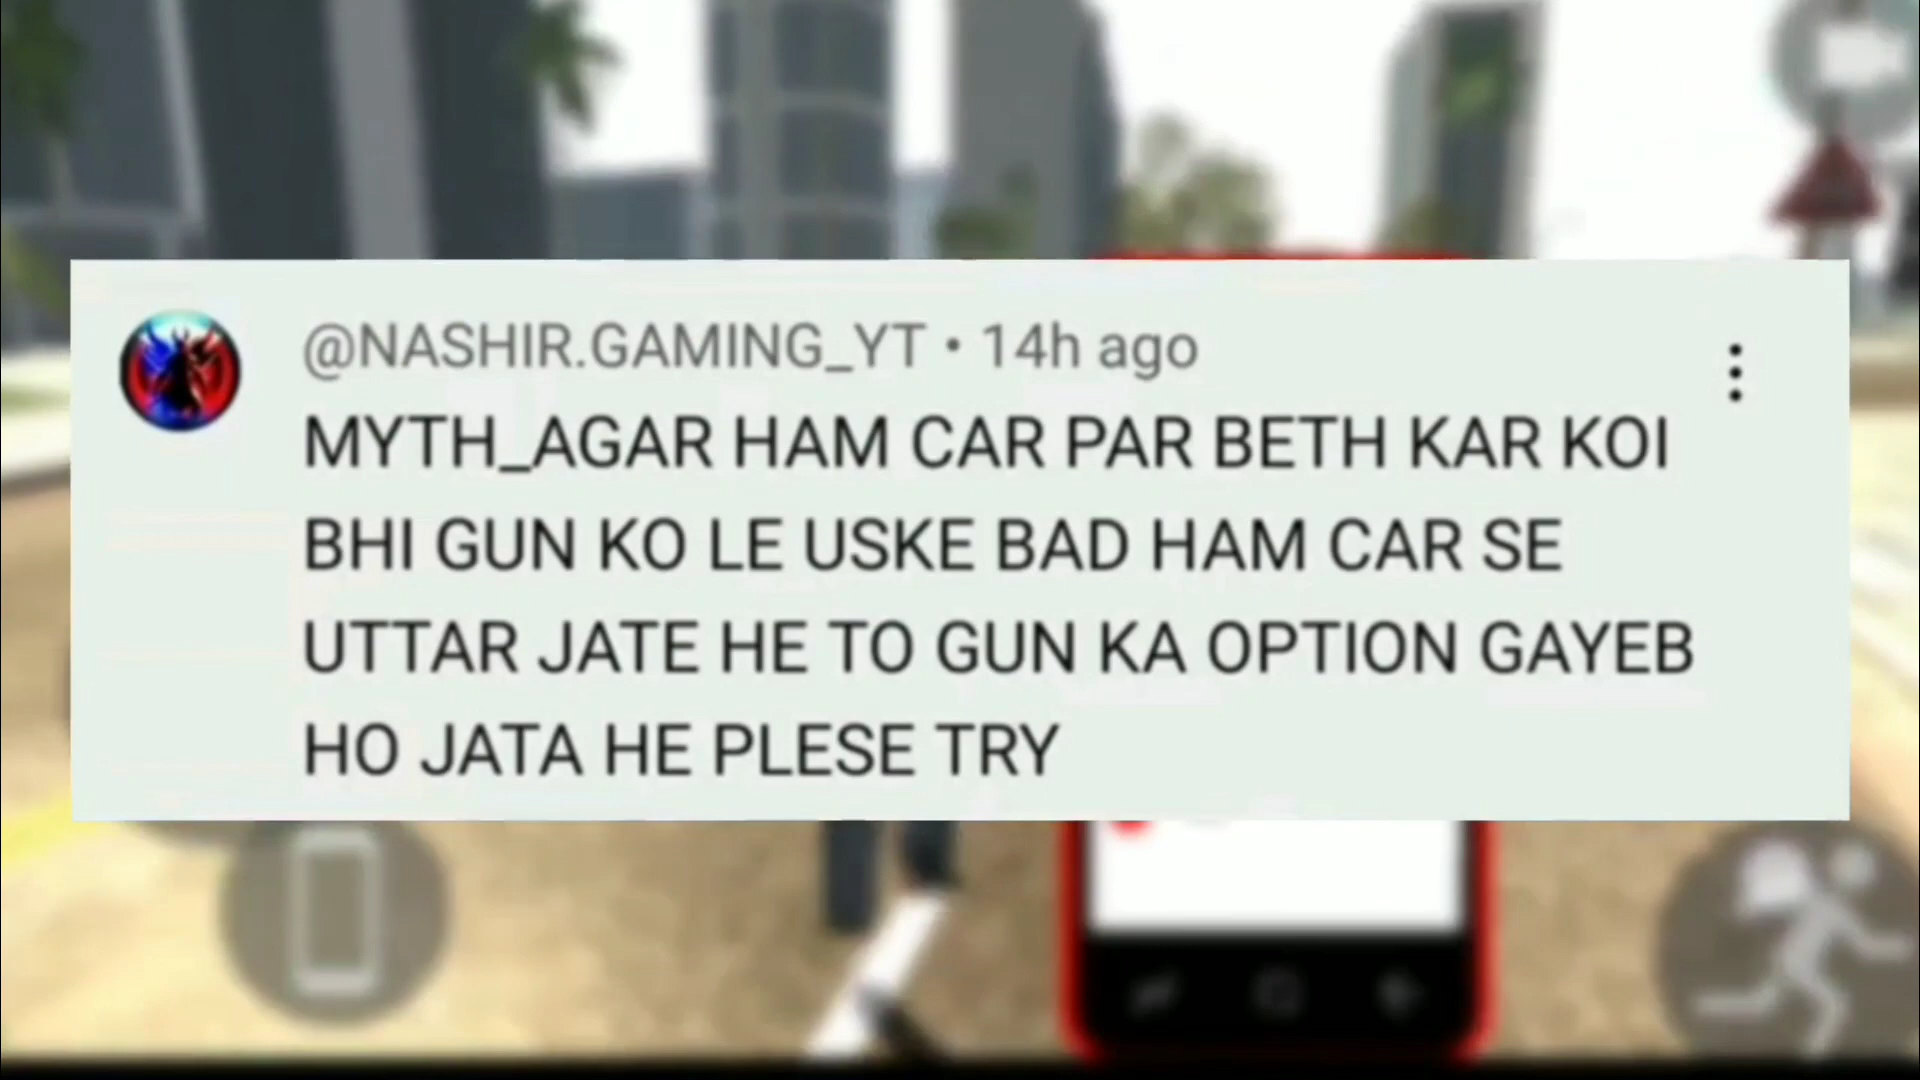 @NASHIR.GAMING_YT • 14h ago
MYTH_AGAR HAM CAR PAR BETH KAR KOI
BHI GUN KO LE USKE BAD HAM CAR SE
UTTAR JATE HE TO GUN KA OPTION GAYEB
HO JATA HE PLESE TRY